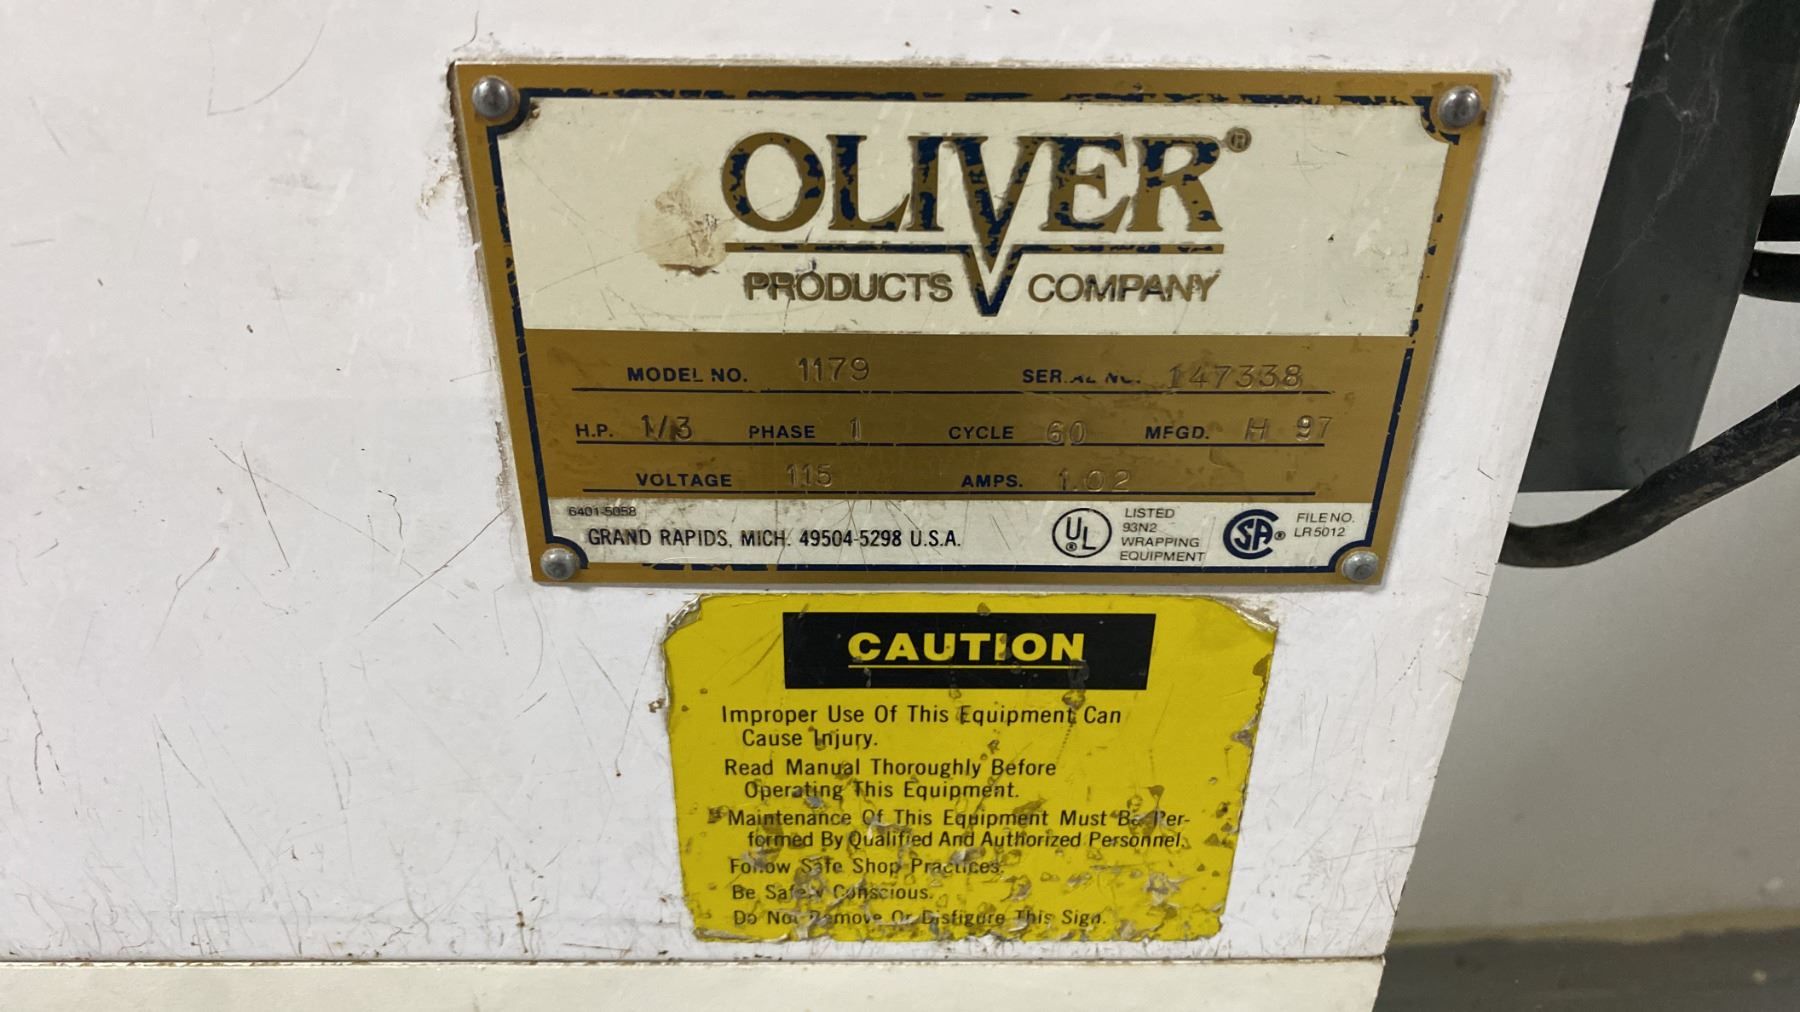 OLIVER®
PRODUCTS COMPANY
MODEL NO. 1179 SERIAL NO. 147338
H.P. 1/3 PHASE 1 CYCLE 60 MFGD. H 97
VOLTAGE 115 AMPS. 1.02
6401-5058
GRAND RAPIDS, MICH. 49504-5298 U.S.A.
UL®
LISTED
93N2
WRAPPING
EQUIPMENT
SA®
FILE NO.
LR5012
CAUTION
Improper Use Of This Equipment Can
Cause Injury.
Read Manual Thoroughly Before
Operating This Equipment.
Maintenance Of This Equipment Must Be Per-
formed By Qualified And Authorized Personnel.
Follow Safe Shop Practices.
Be Safety Conscious.
Do Not Remove Or Disfigure This Sign.